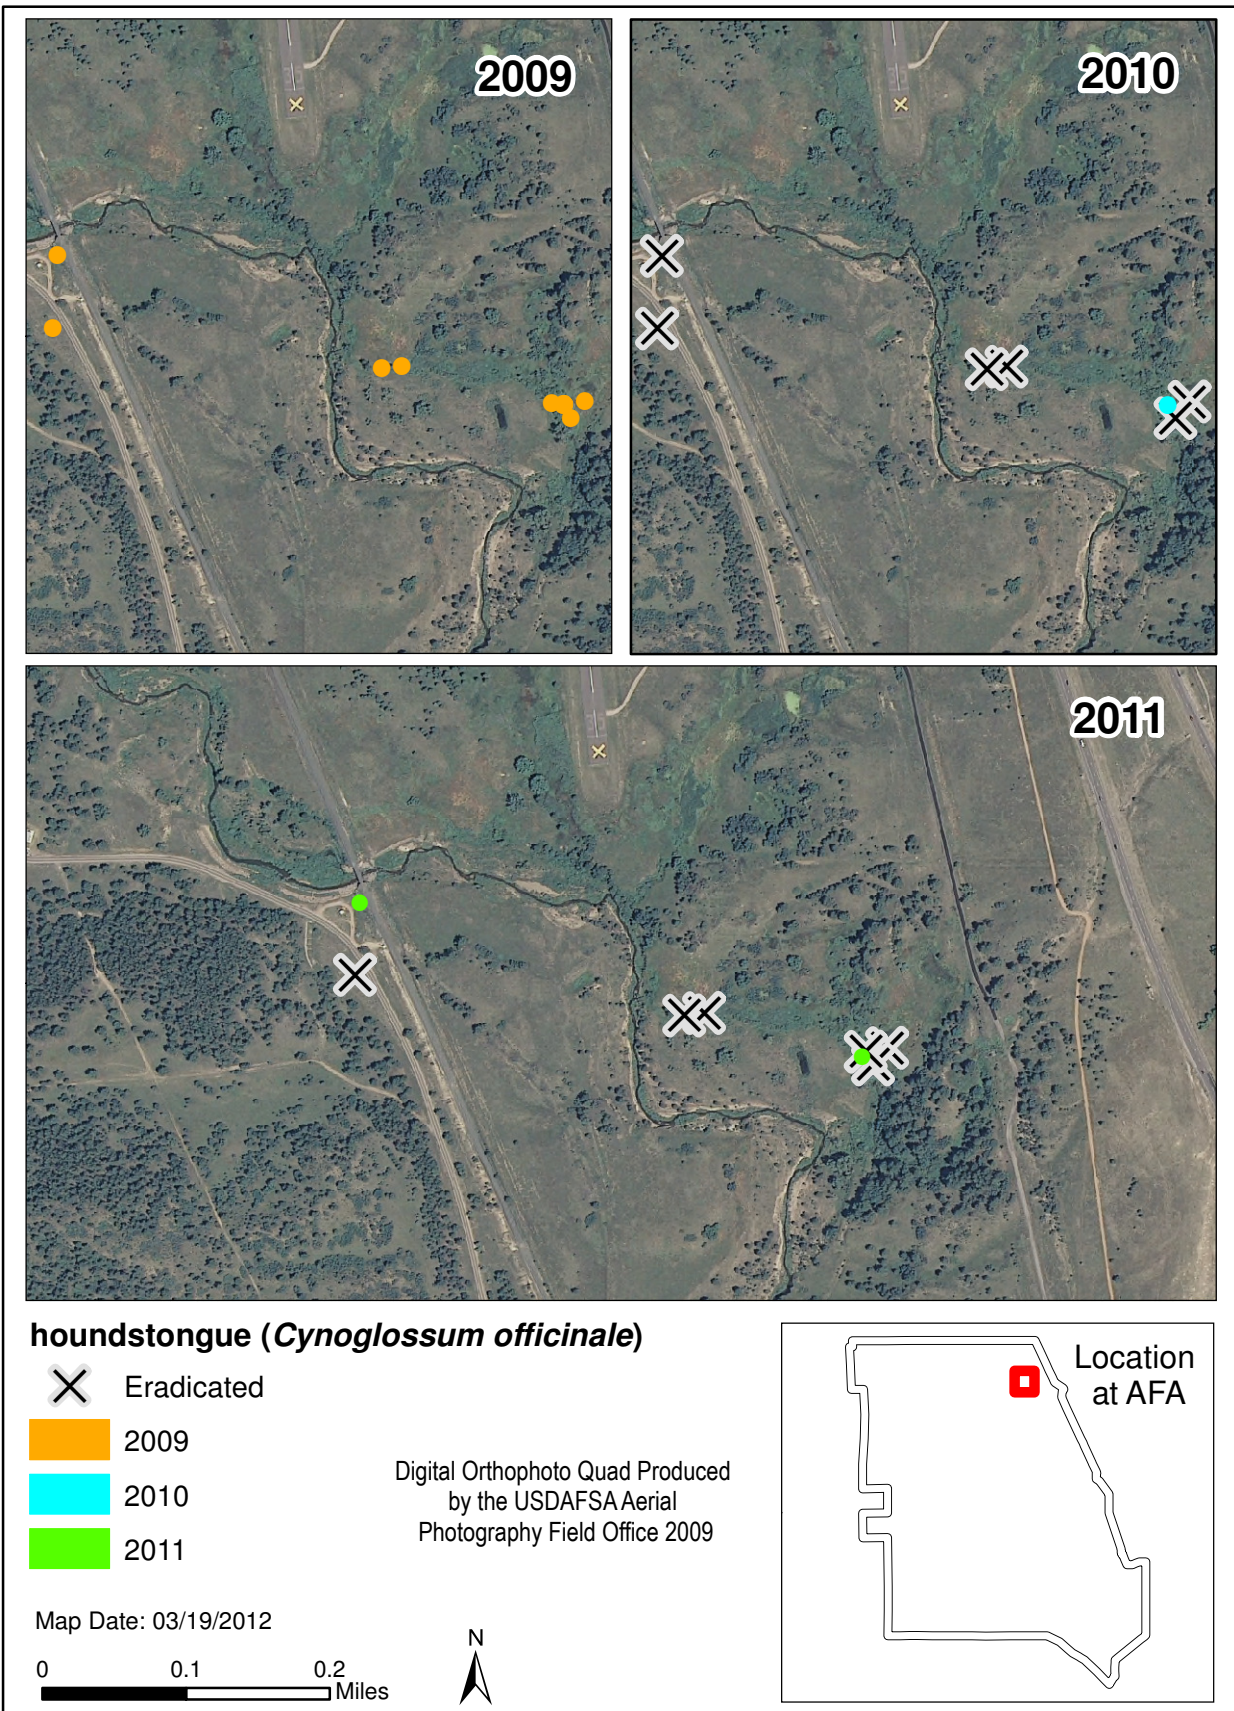 2009
2010
2011
houndstongue (Cynoglossum officinale)
Eradicated
2009
2010
2011
Digital Orthophoto Quad Produced
by the USDAFSA Aerial
Photography Field Office 2009
Map Date: 03/19/2012
0 0.1 0.2
Miles
N
Location
at AFA